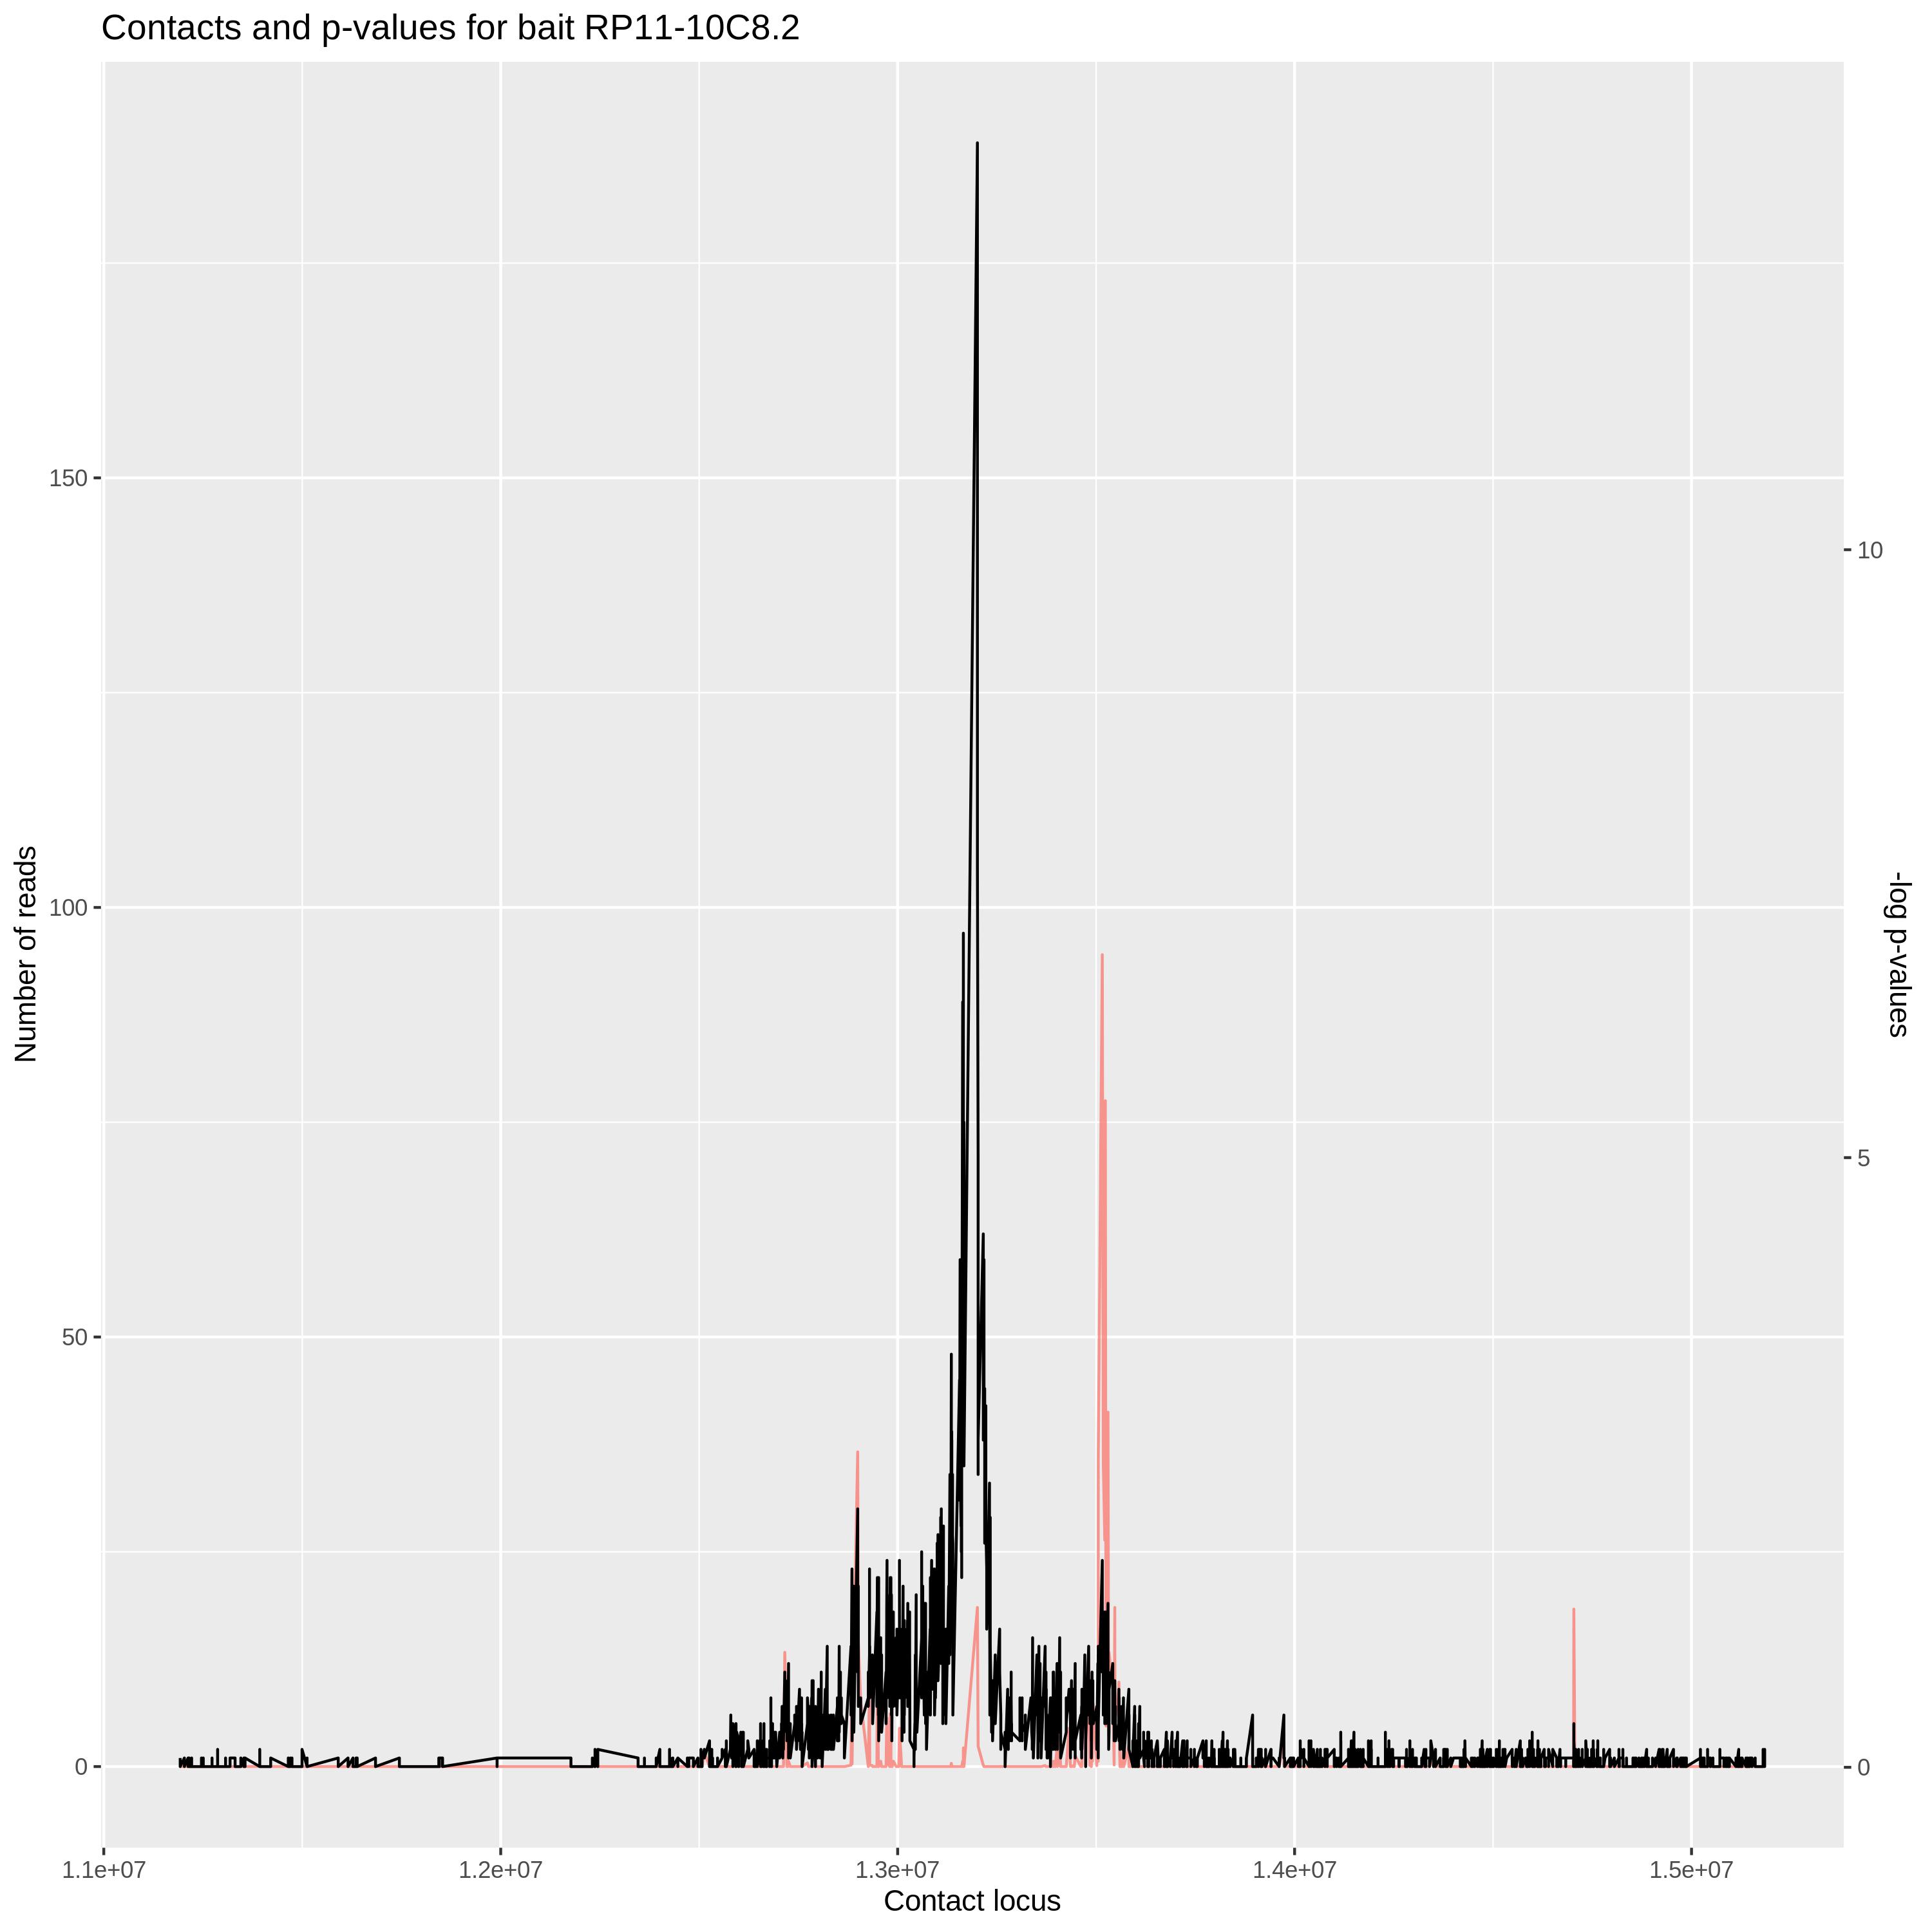 Contacts and p-values for bait RP11-10C8.2
150
100
50
0
Number of reads
10
5
0
-log p-values
1.1e+07 1.2e+07 1.3e+07 1.4e+07 1.5e+07
Contact locus